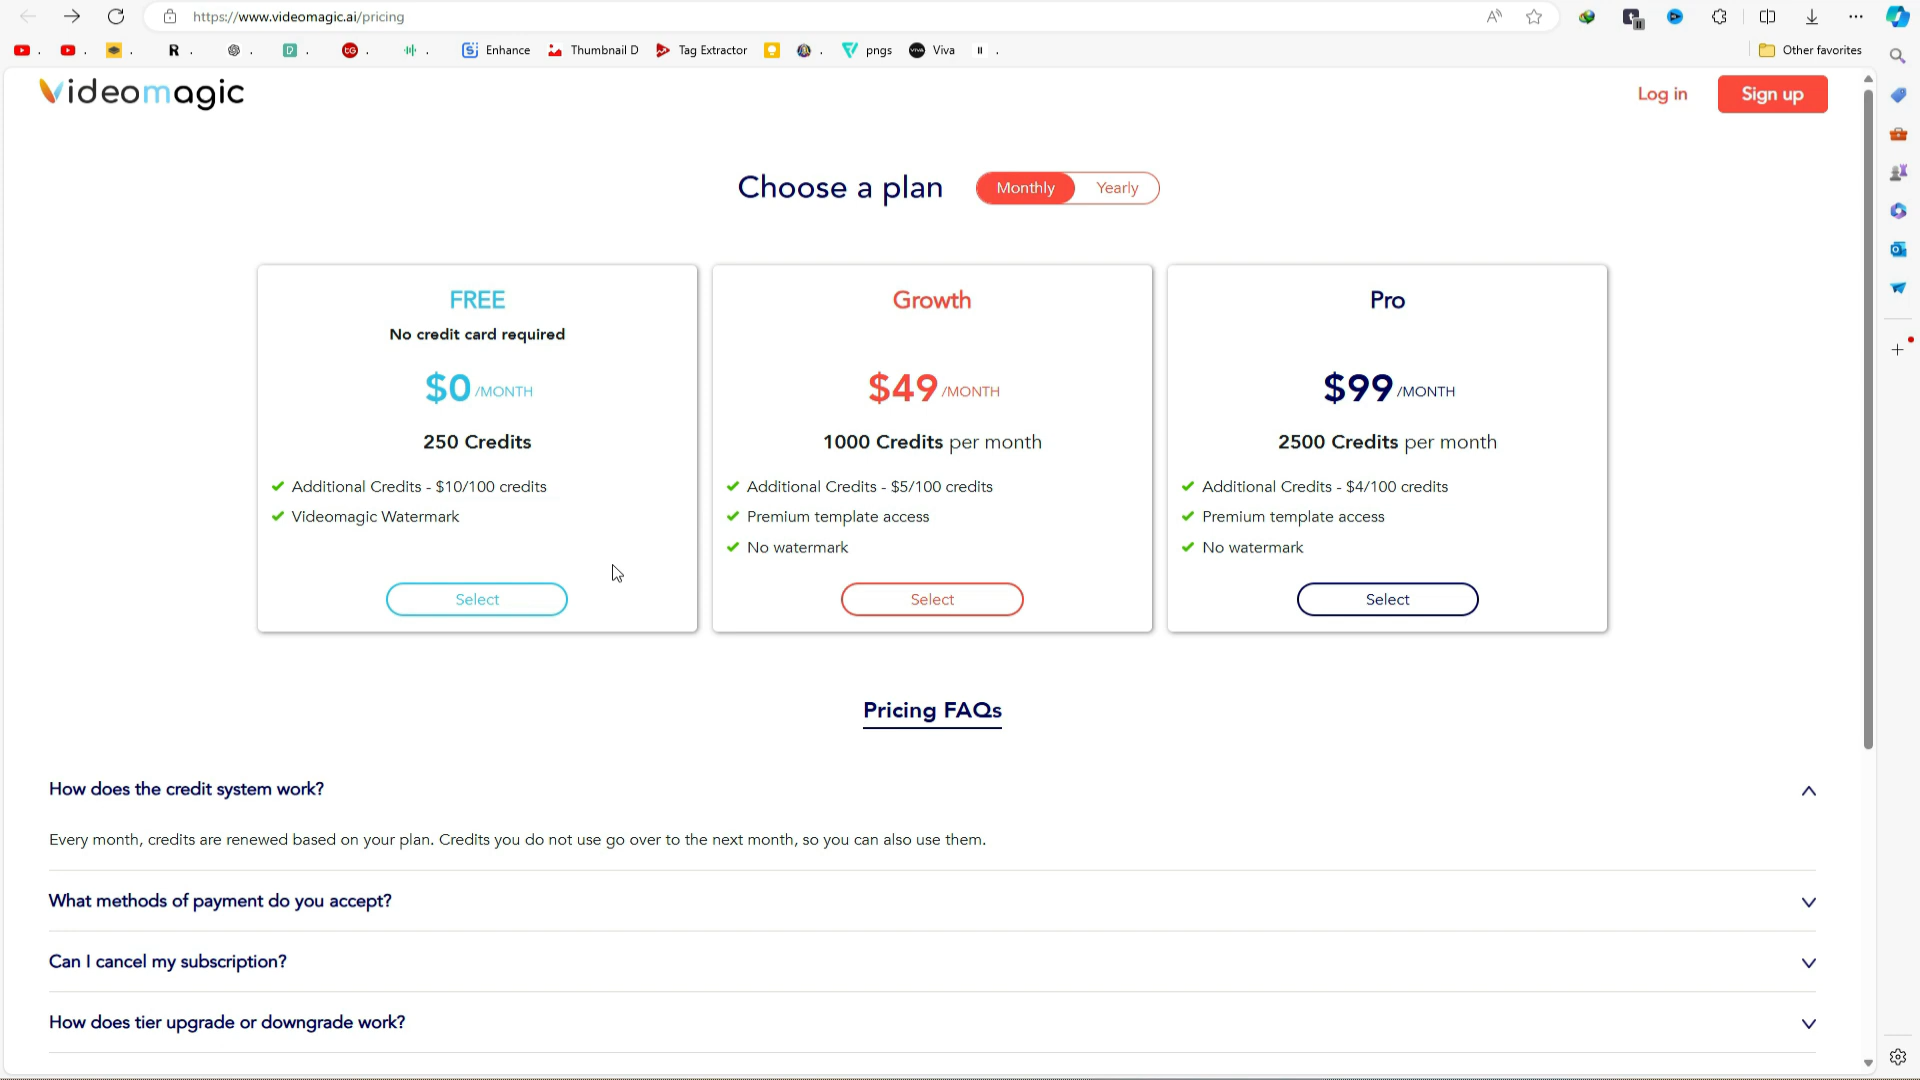 https://www.videomagic.ai/pricing
Enhance
Thumbnail D
Tag Extractor
pngs
Viva
Other favorites
Videomagic
Log in
Sign up
Choose a plan
Monthly
Yearly
FREE
No credit card required
$0 /MONTH
250 Credits
Additional Credits - $10/100 credits
Videomagic Watermark
Select
Growth
$49 /MONTH
1000 Credits per month
Additional Credits - $5/100 credits
Premium template access
No watermark
Select
Pro
$99 /MONTH
2500 Credits per month
Additional Credits - $4/100 credits
Premium template access
No watermark
Select
Pricing FAQs
How does the credit system work?
Every month, credits are renewed based on your plan. Credits you do not use go over to the next month, so you can also use them.
What methods of payment do you accept?
Can I cancel my subscription?
How does tier upgrade or downgrade work?